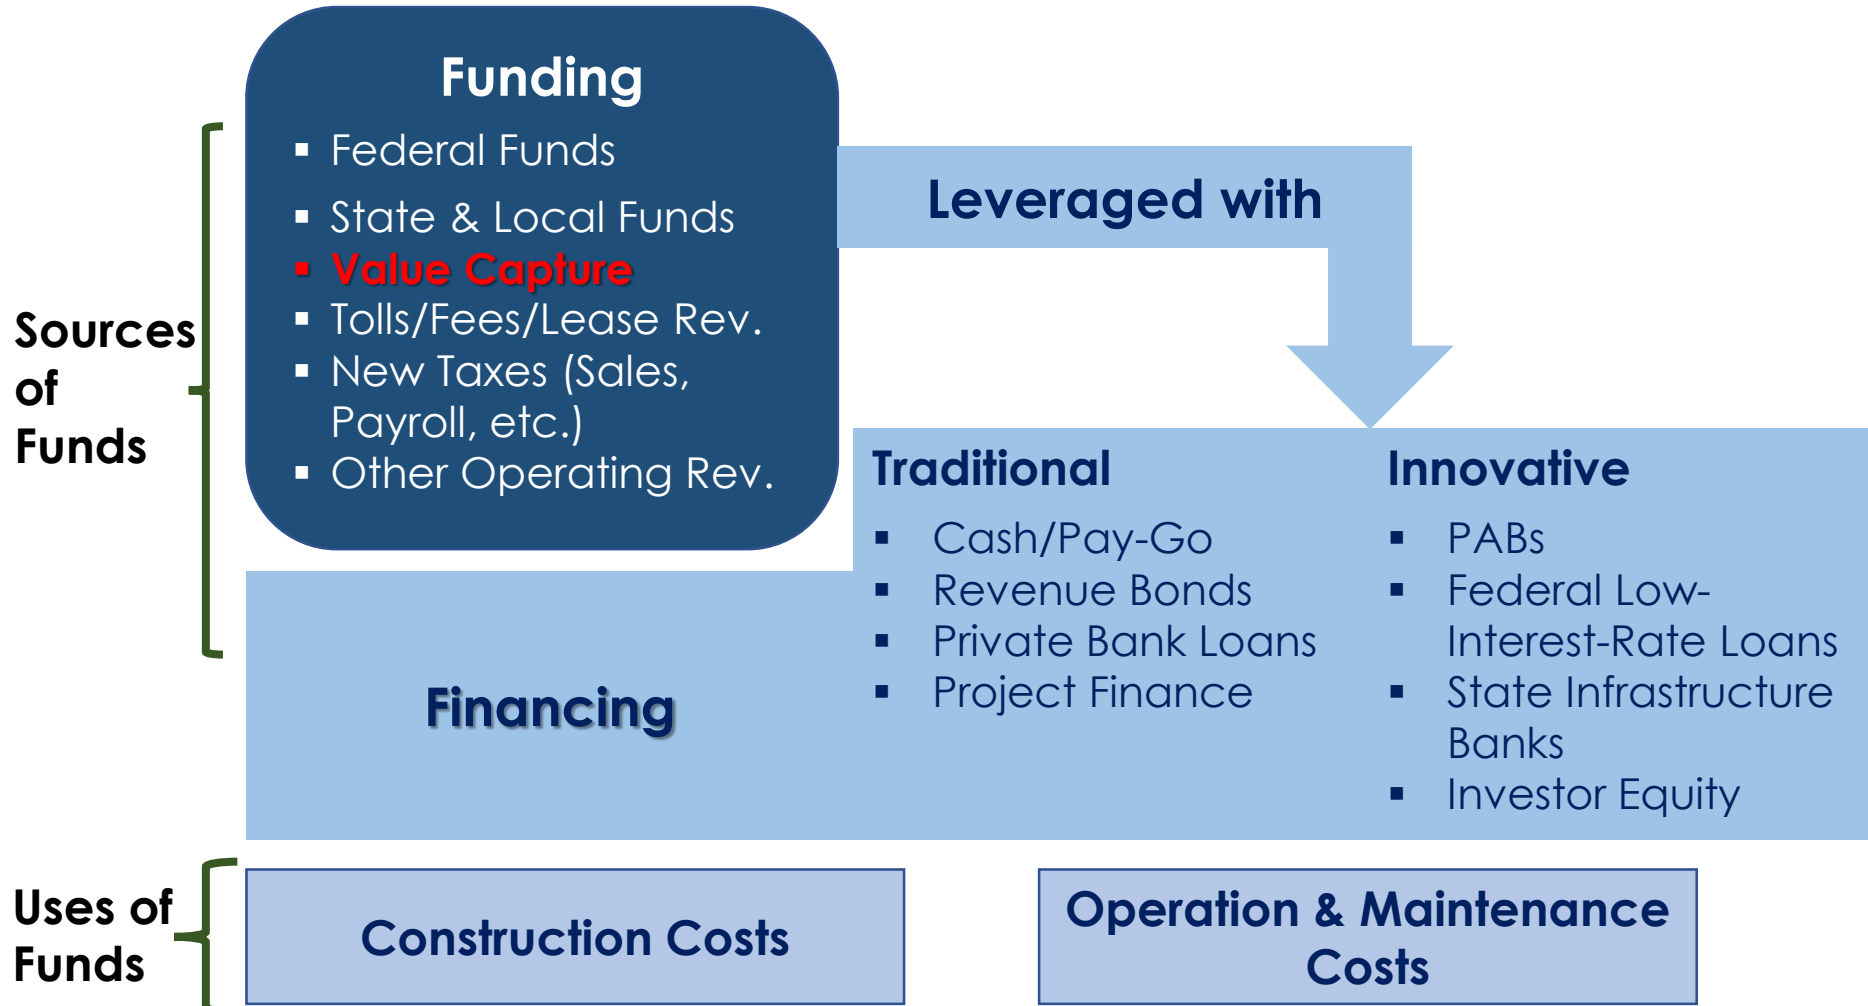 Funding
▪ Federal Funds
▪ State & Local Funds
▪ Value Capture
▪ Tolls/Fees/Lease Rev.
▪ New Taxes (Sales,
Payroll, etc.)
▪ Other Operating Rev.
Leveraged with
Sources
of
Funds
Traditional
▪ Cash/Pay-Go
▪ Revenue Bonds
▪ Private Bank Loans
▪ Project Finance
Innovative
▪ PABs
▪ Federal Low-
Interest-Rate Loans
▪ State Infrastructure
Banks
▪ Investor Equity
Financing
Uses of
Funds
Construction Costs
Operation & Maintenance
Costs